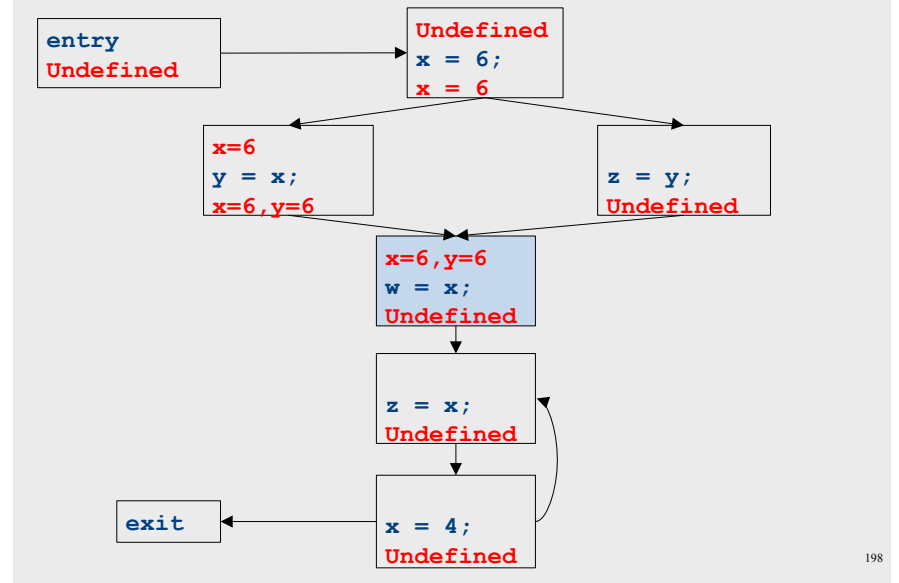 entry
Undefined
Undefined
x = 6;
x = 6
x=6
y = x;
x=6,y=6
z = y;
Undefined
x=6,y=6
w = x;
Undefined
z = x;
Undefined
exit
x = 4;
Undefined
198